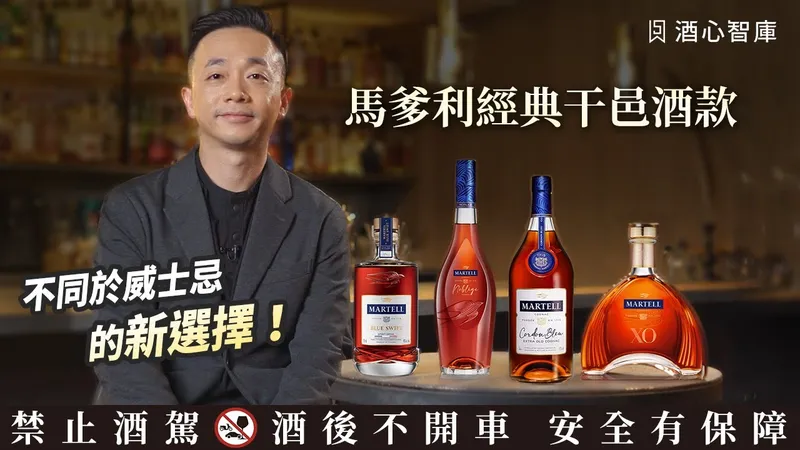 酒心智庫
馬爹利經典干邑酒款
不同於威士忌
的新選擇！
MARTELL
BLUE SWIFT
MARTELL
Noblige
MARTELL
COGNAC
Cordon Bleu
EXTRA OLD COGNAC
MARTELL
XO
禁止酒駕 酒後不開車 安全有保障